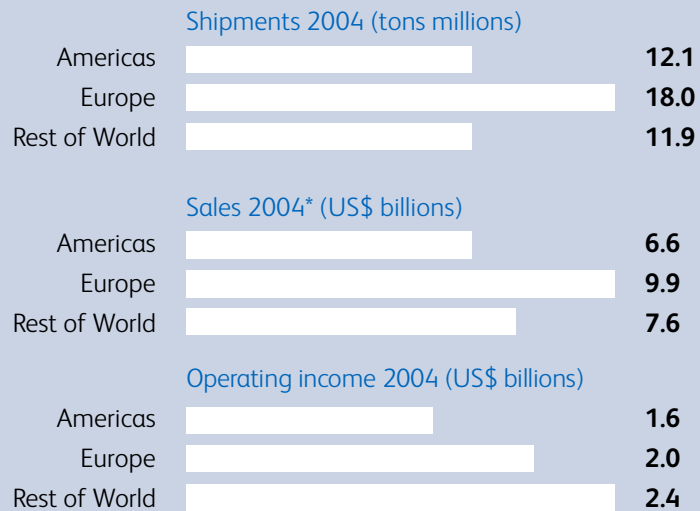 Shipments 2004 (tons millions)
Americas 12.1
Europe 18.0
Rest of World 11.9
Sales 2004* (US$ billions)
Americas 6.6
Europe 9.9
Rest of World 7.6
Operating income 2004 (US$ billions)
Americas 1.6
Europe 2.0
Rest of World 2.4